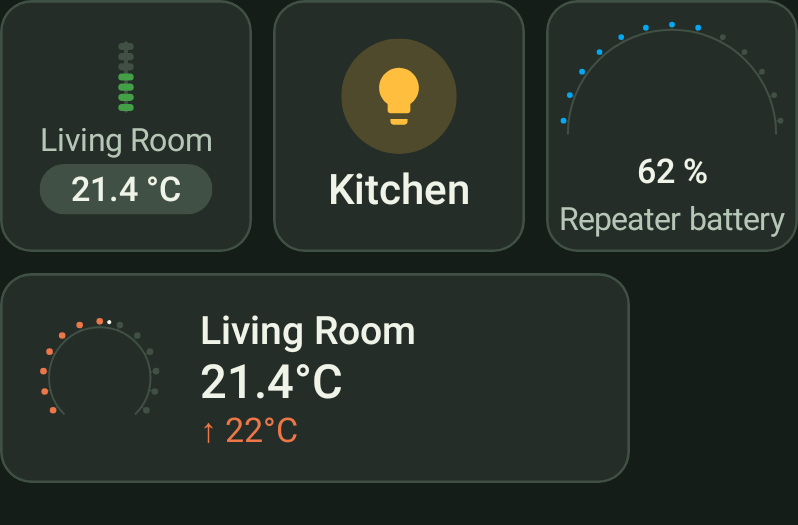 Living Room
21.4 °C
Kitchen
62 %
Repeater battery
Living Room
21.4°C
↑ 22°C